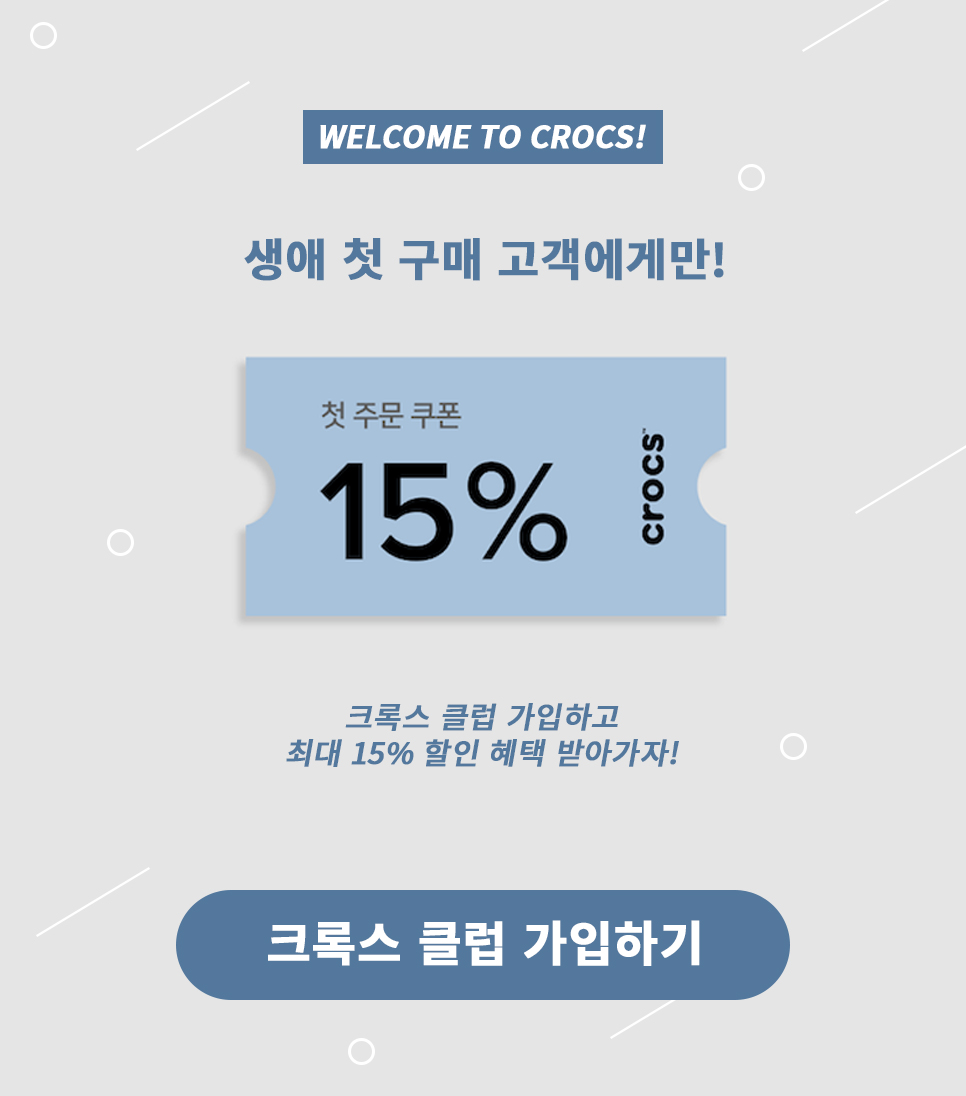 WELCOME TO CROCS!
생애 첫 구매 고객에게만!
첫 주문 쿠폰
15%
crocs™
크록스 클럽 가입하고
최대 15% 할인 혜택 받아가자!
크록스 클럽 가입하기